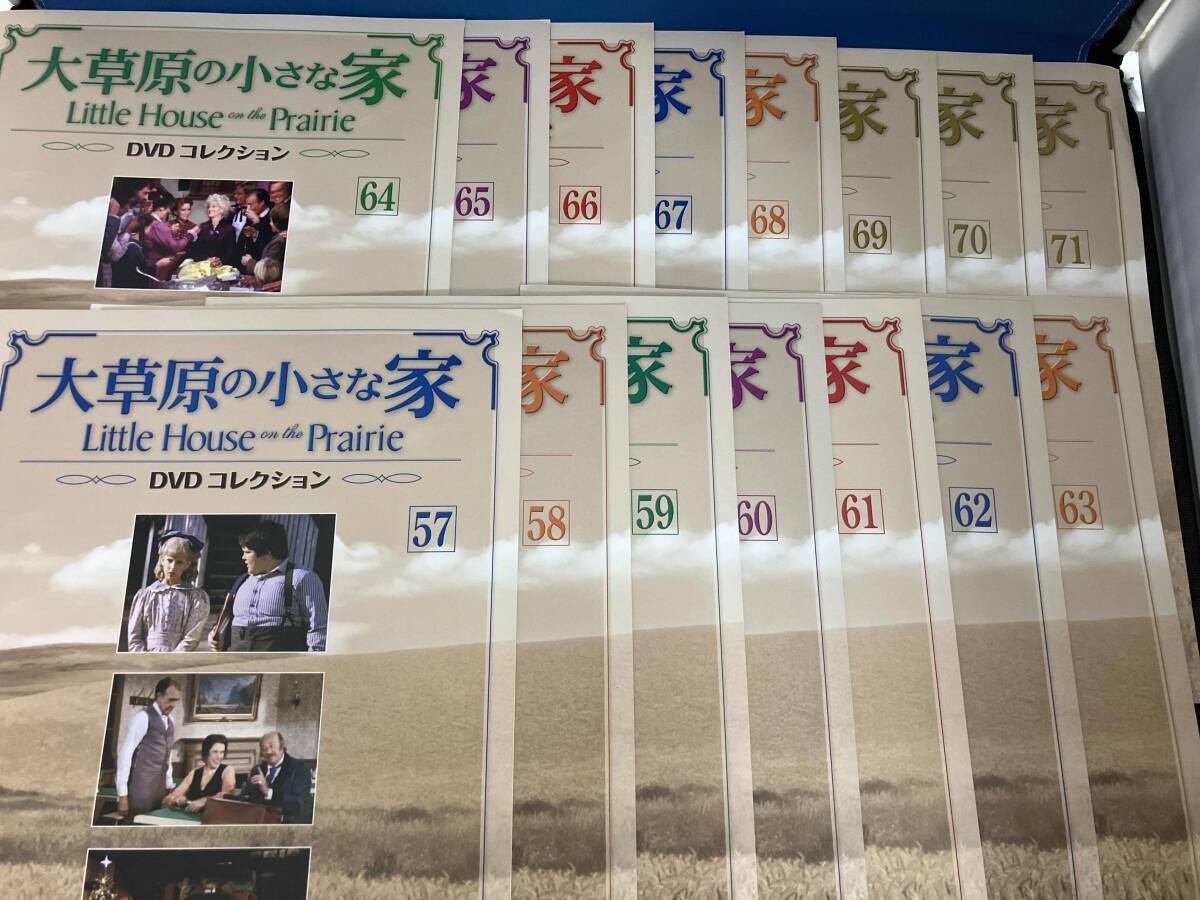 大草原の小さな家
Little House on the Prairie
DVD コレクション
64
家
65
家
66
家
67
家
68
家
69
家
70
家
71
大草原の小さな家
Little House on the Prairie
DVD コレクション
57
家
58
家
59
家
60
家
61
家
62
家
63